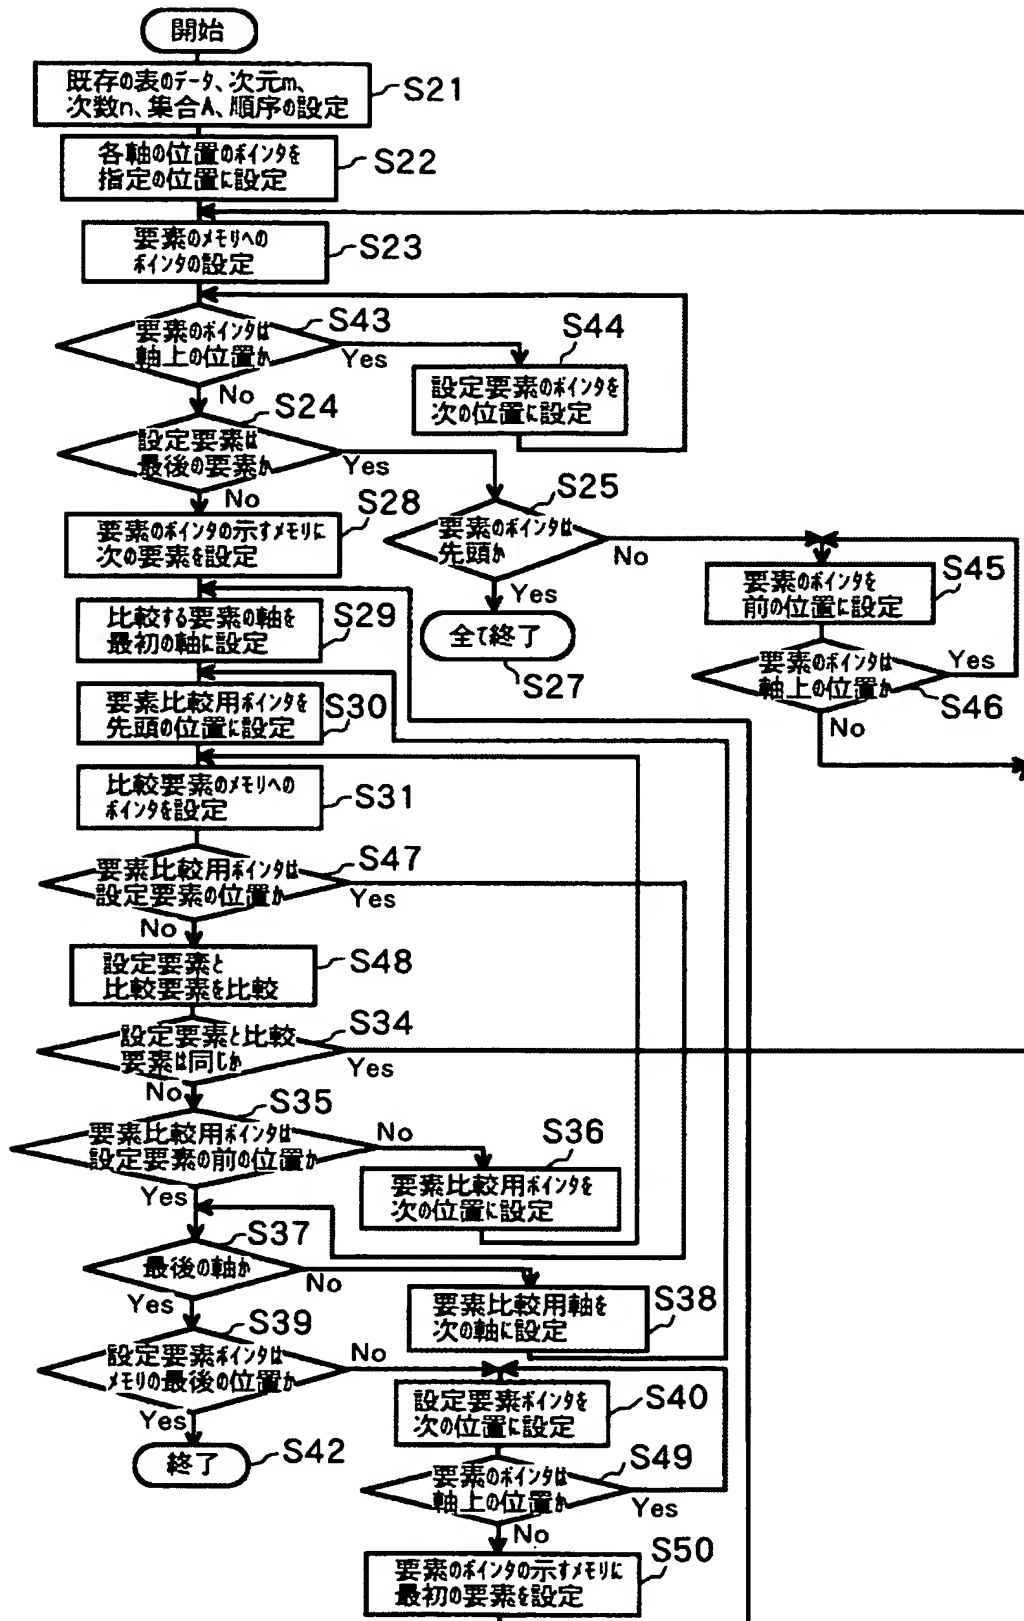 開始
既存の表のデータ、次元m、
次数n、集合A、順序の設定
S21
各軸の位置のポインタを
指定の位置に設定
S22
要素のメモリへの
ポインタの設定
S23
要素のポインタは
軸上の位置か
S43
Yes
No
S44
設定要素のポインタを
次の位置に設定
設定要素は
最後の要素か
S24
Yes
No
S25
要素のポインタは
先頭か
No
Yes
全て終了
S27
S45
要素のポインタを
前の位置に設定
要素のポインタは
軸上の位置か
Yes
S46
No
S28
要素のポインタの示すメモリに
次の要素を設定
比較する要素の軸を
最初の軸に設定
S29
要素比較用ポインタを
先頭の位置に設定
S30
比較要素のメモリへの
ポインタを設定
S31
要素比較用ポインタは
設定要素の位置か
S47
Yes
No
設定要素と
比較要素を比較
S48
設定要素と比較
要素は同じか
S34
Yes
No
S35
要素比較用ポインタは
設定要素の前の位置か
No
Yes
S36
要素比較用ポインタを
次の位置に設定
S37
最後の軸か
No
Yes
要素比較用軸を
次の軸に設定
S38
S39
設定要素ポインタは
メモリの最後の位置か
No
Yes
終了
S42
設定要素ポインタを
次の位置に設定
S40
要素のポインタは
軸上の位置か
S49
Yes
No
要素のポインタの示すメモリに
最初の要素を設定
S50